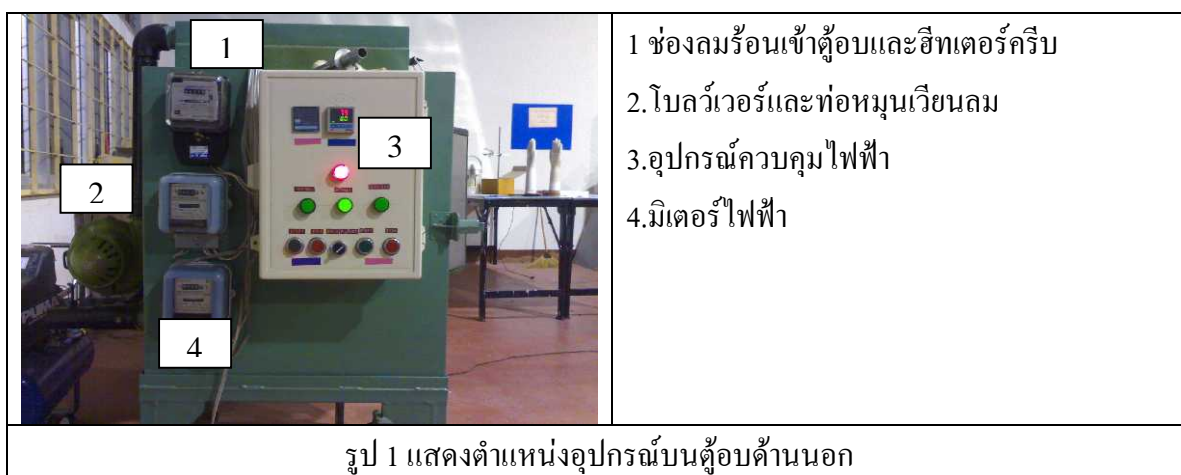 1
2
3
4
1 ช่องลมร้อนเข้าตู้อบและฮีทเตอร์ครีบ
2.โบลว์เวอร์และท่อหมุนเวียนลม
3.อุปกรณ์ควบคุมไฟฟ้า
4.มิเตอร์ไฟฟ้า
รูป 1 แสดงตำแหน่งอุปกรณ์บนตู้อบด้านนอก